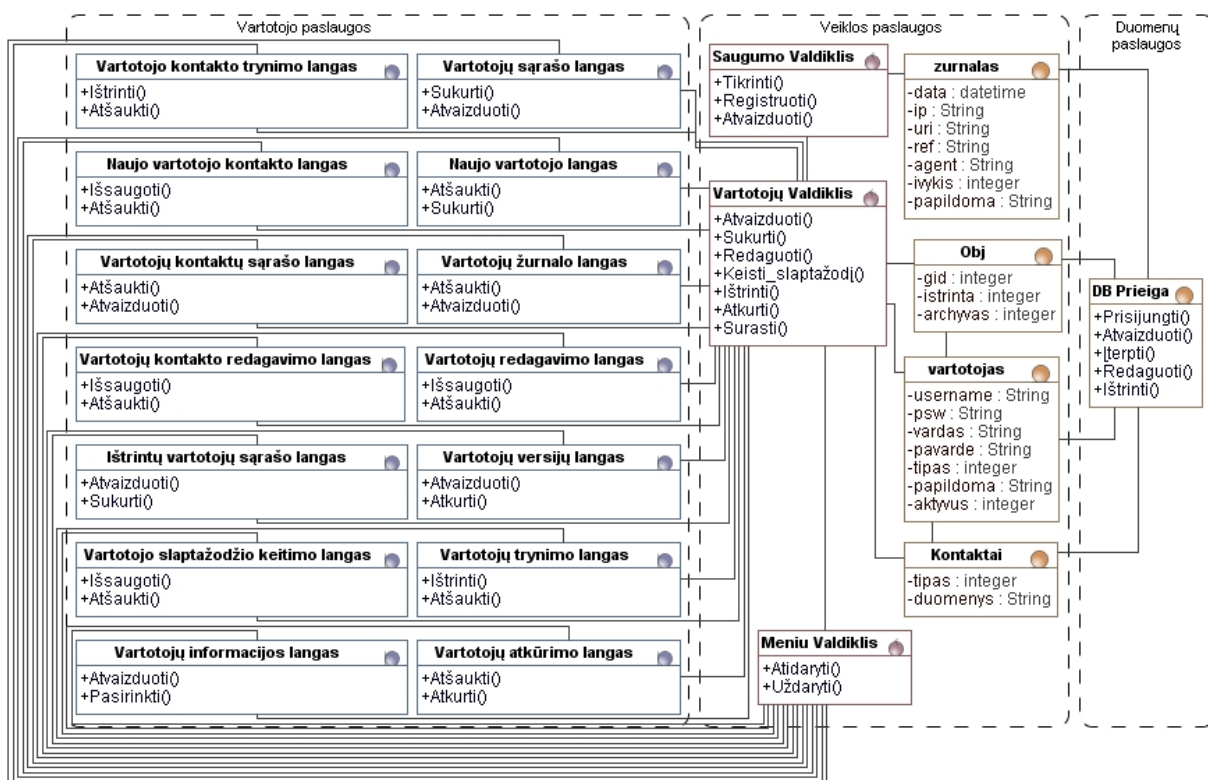 Vartotojo paslaugos
Vartotojo kontakto trynimo langas
+Ištrinti()
+Atšaukti()
Vartotojų sąrašo langas
+Sukurti()
+Atvaizduoti()
Naujo vartotojo kontakto langas
+Išsaugoti()
+Atšaukti()
Naujo vartotojo langas
+Atšaukti()
+Sukurti()
Vartotojų kontaktų sąrašo langas
+Atšaukti()
+Atvaizduoti()
Vartotojų žurnalo langas
+Atšaukti()
+Atvaizduoti()
Vartotojų kontakto redagavimo langas
+Išsaugoti()
+Atšaukti()
Vartotojų redagavimo langas
+Išsaugoti()
+Atšaukti()
Ištrintų vartotojų sąrašo langas
+Atvaizduoti()
+Sukurti()
Vartotojų versijų langas
+Atvaizduoti()
+Atkurti()
Vartotojo slaptažodžio keitimo langas
+Išsaugoti()
+Atšaukti()
Vartotojų trynimo langas
+Ištrinti()
+Atšaukti()
Vartotojų informacijos langas
+Atvaizduoti()
+Pasirinkti()
Vartotojų atkūrimo langas
+Atšaukti()
+Atkurti()
Veiklos paslaugos
Saugumo Valdiklis
+Tikrinti()
+Registruoti()
+Atvaizduoti()
Vartotojų Valdiklis
+Atvaizduoti()
+Sukurti()
+Redaguoti()
+Keisti_slaptažodį()
+Ištrinti()
+Atkurti()
+Surasti()
Meniu Valdiklis
+Atidaryti()
+Uždaryti()
zurnalas
-data : datetime
-ip : String
-uri : String
-ref : String
-agent : String
-ivykis : integer
-papildoma : String
Obj
-gid : integer
-istrinta : integer
-archyvas : integer
vartotojas
-username : String
-psw : String
-vardas : String
-pavarde : String
-tipas : integer
-papildoma : String
-aktyvus : integer
Kontaktai
-tipas : integer
-duomenys : String
Duomenų
paslaugos
DB Prieiga
+Prisijungti()
+Atvaizduoti()
+Įterpti()
+Redaguoti()
+Ištrinti()